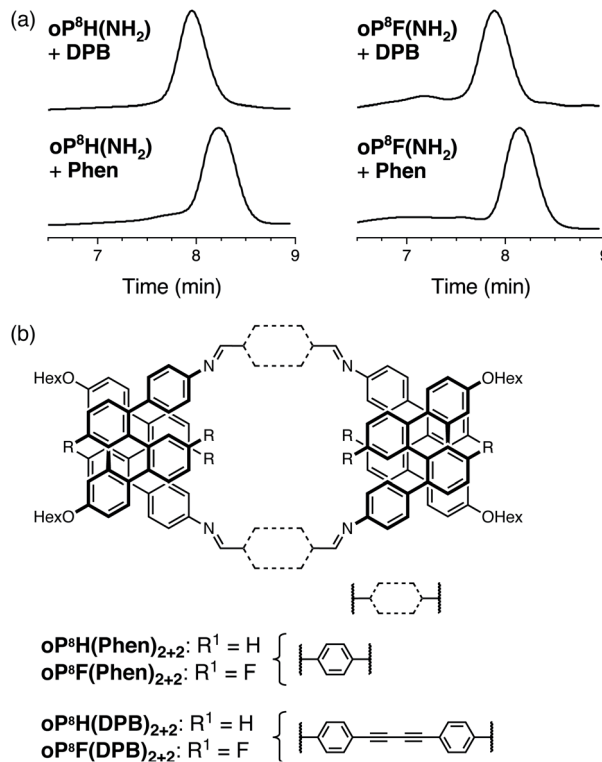 (a)
oP⁸H(NH₂)
+ DPB
oP⁸F(NH₂)
+ DPB
oP⁸H(NH₂)
+ Phen
oP⁸F(NH₂)
+ Phen
7 8 9
7 8 9
Time (min)
Time (min)
(b)
N N
HexO OHex
R R R R
R R
HexO OHex
N N
oP⁸H(Phen)₂₊₂: R¹ = H
oP⁸F(Phen)₂₊₂: R¹ = F
oP⁸H(DPB)₂₊₂: R¹ = H
oP⁸F(DPB)₂₊₂: R¹ = F